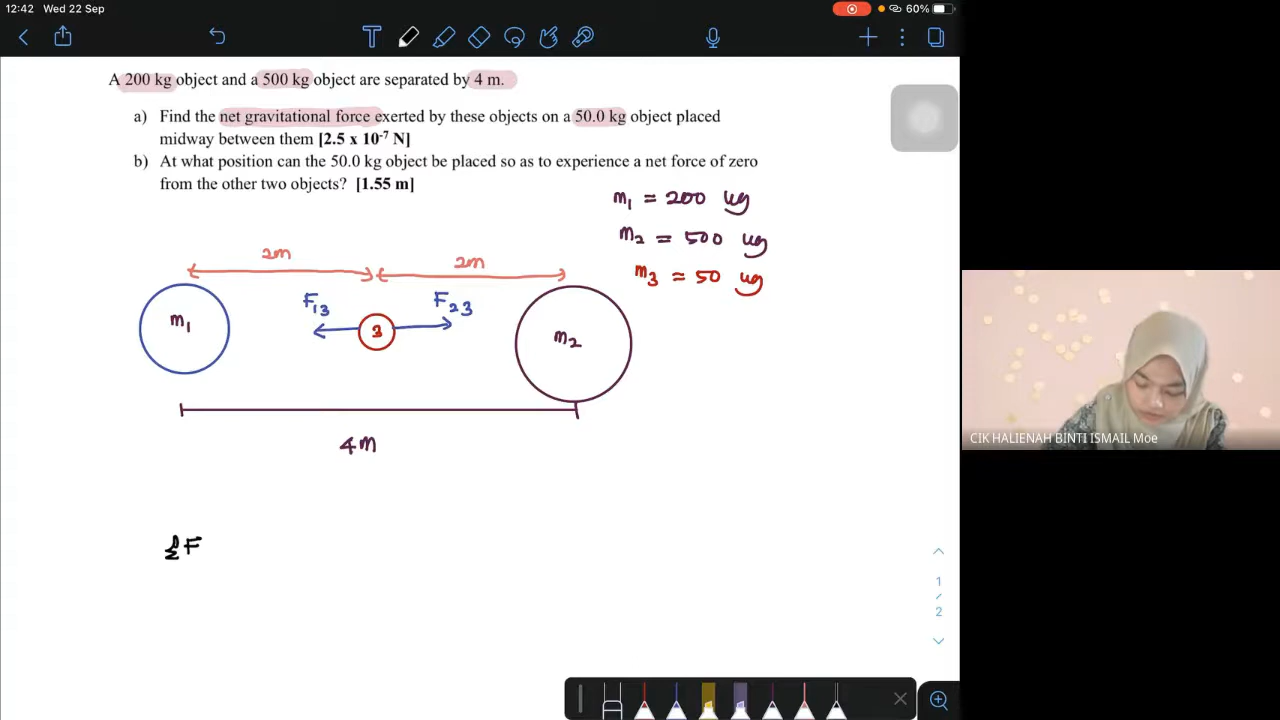 12:42 Wed 22 Sep
60%
A 200 kg object and a 500 kg object are separated by 4 m.
a) Find the net gravitational force exerted by these objects on a 50.0 kg object placed
midway between them [2.5 x 10⁻⁷ N]
b) At what position can the 50.0 kg object be placed so as to experience a net force of zero
from the other two objects? [1.55 m]
m₁ = 200 kg
m₂ = 500 kg
m₃ = 50 kg
2m
2m
F₁₃
F₂₃
m₁
3
m₂
4m
ΣF
CIK HALIENAH BINTI ISMAIL Moe
1
2